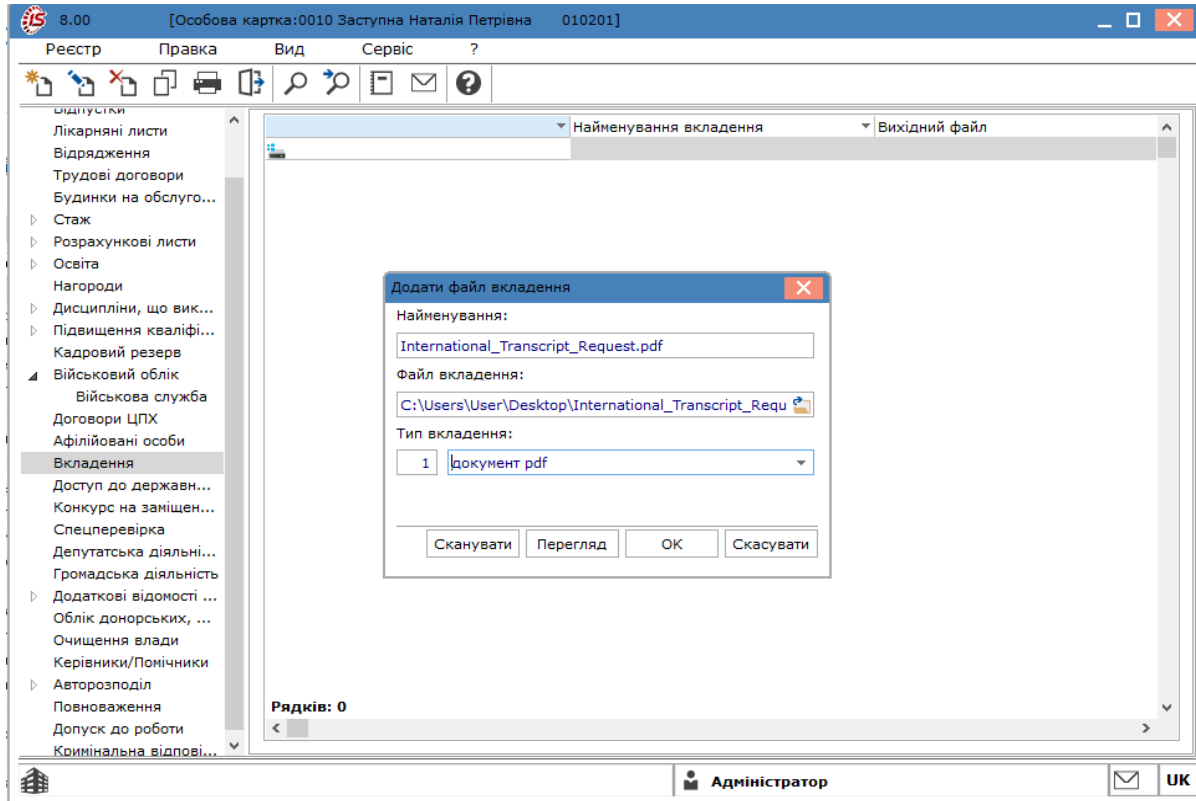 8.00 [Особова картка:0010 Заступна Наталія Петрівна 010201]
Реєстр Правка Вид Сервіс ?
Відпустки
Лікарняні листи
Відрядження
Трудові договори
Будинки на обслуго...
Стаж
Розрахункові листи
Освіта
Нагороди
Дисципліни, що вик...
Підвищення кваліфі...
Кадровий резерв
Військовий облік
Військова служба
Договори ЦПХ
Афілійовані особи
Вкладення
Доступ до державн...
Конкурс на заміщен...
Спецперевірка
Депутатська діяльні...
Громадська діяльність
Додаткові відомості ...
Облік донорських, ...
Очищення влади
Керівники/Помічники
Авторозподіл
Повноваження
Допуск до роботи
Кримінальна відпові...
Найменування вкладення Вихідний файл
Додати файл вкладення
Найменування:
International_Transcript_Request.pdf
Файл вкладення:
C:\Users\User\Desktop\International_Transcript_Requ
Тип вкладення:
1 документ pdf
Сканувати Перегляд OK Скасувати
Рядків: 0
Адміністратор UK